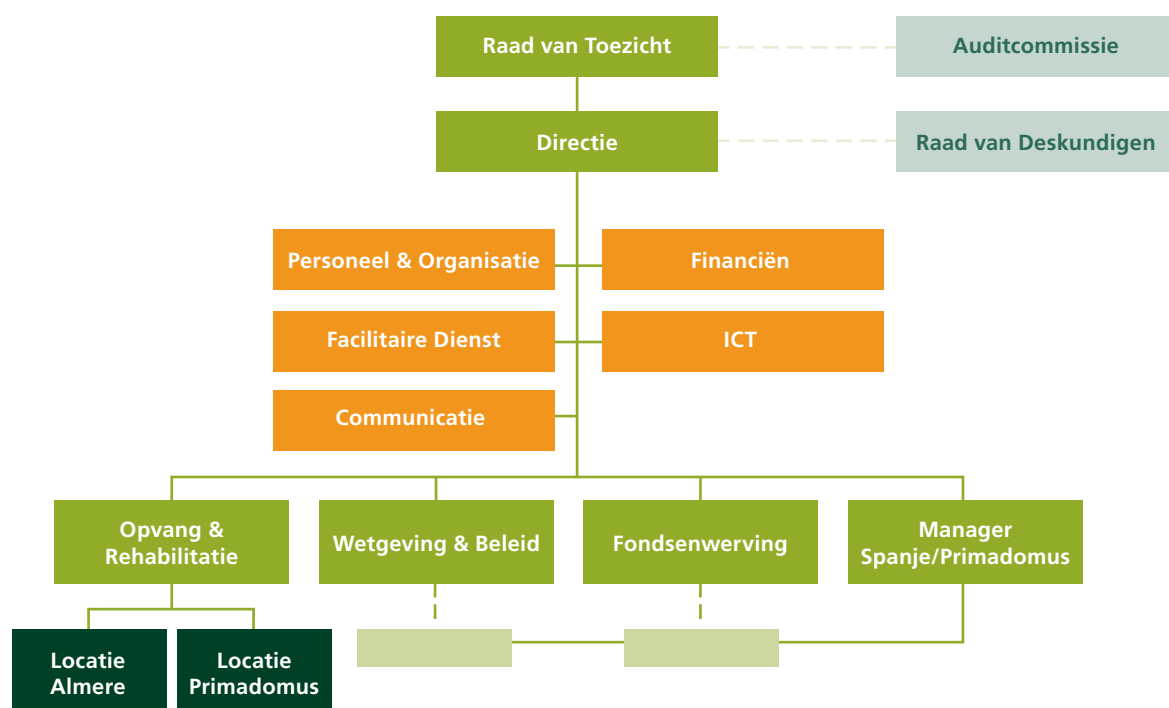 Raad van Toezicht
Auditcommissie
Directie
Raad van Deskundigen
Personeel & Organisatie
Financiën
Facilitaire Dienst
ICT
Communicatie
Opvang &
Rehabilitatie
Wetgeving & Beleid
Fondsenwerving
Manager
Spanje/Primadomus
Locatie
Almere
Locatie
Primadomus